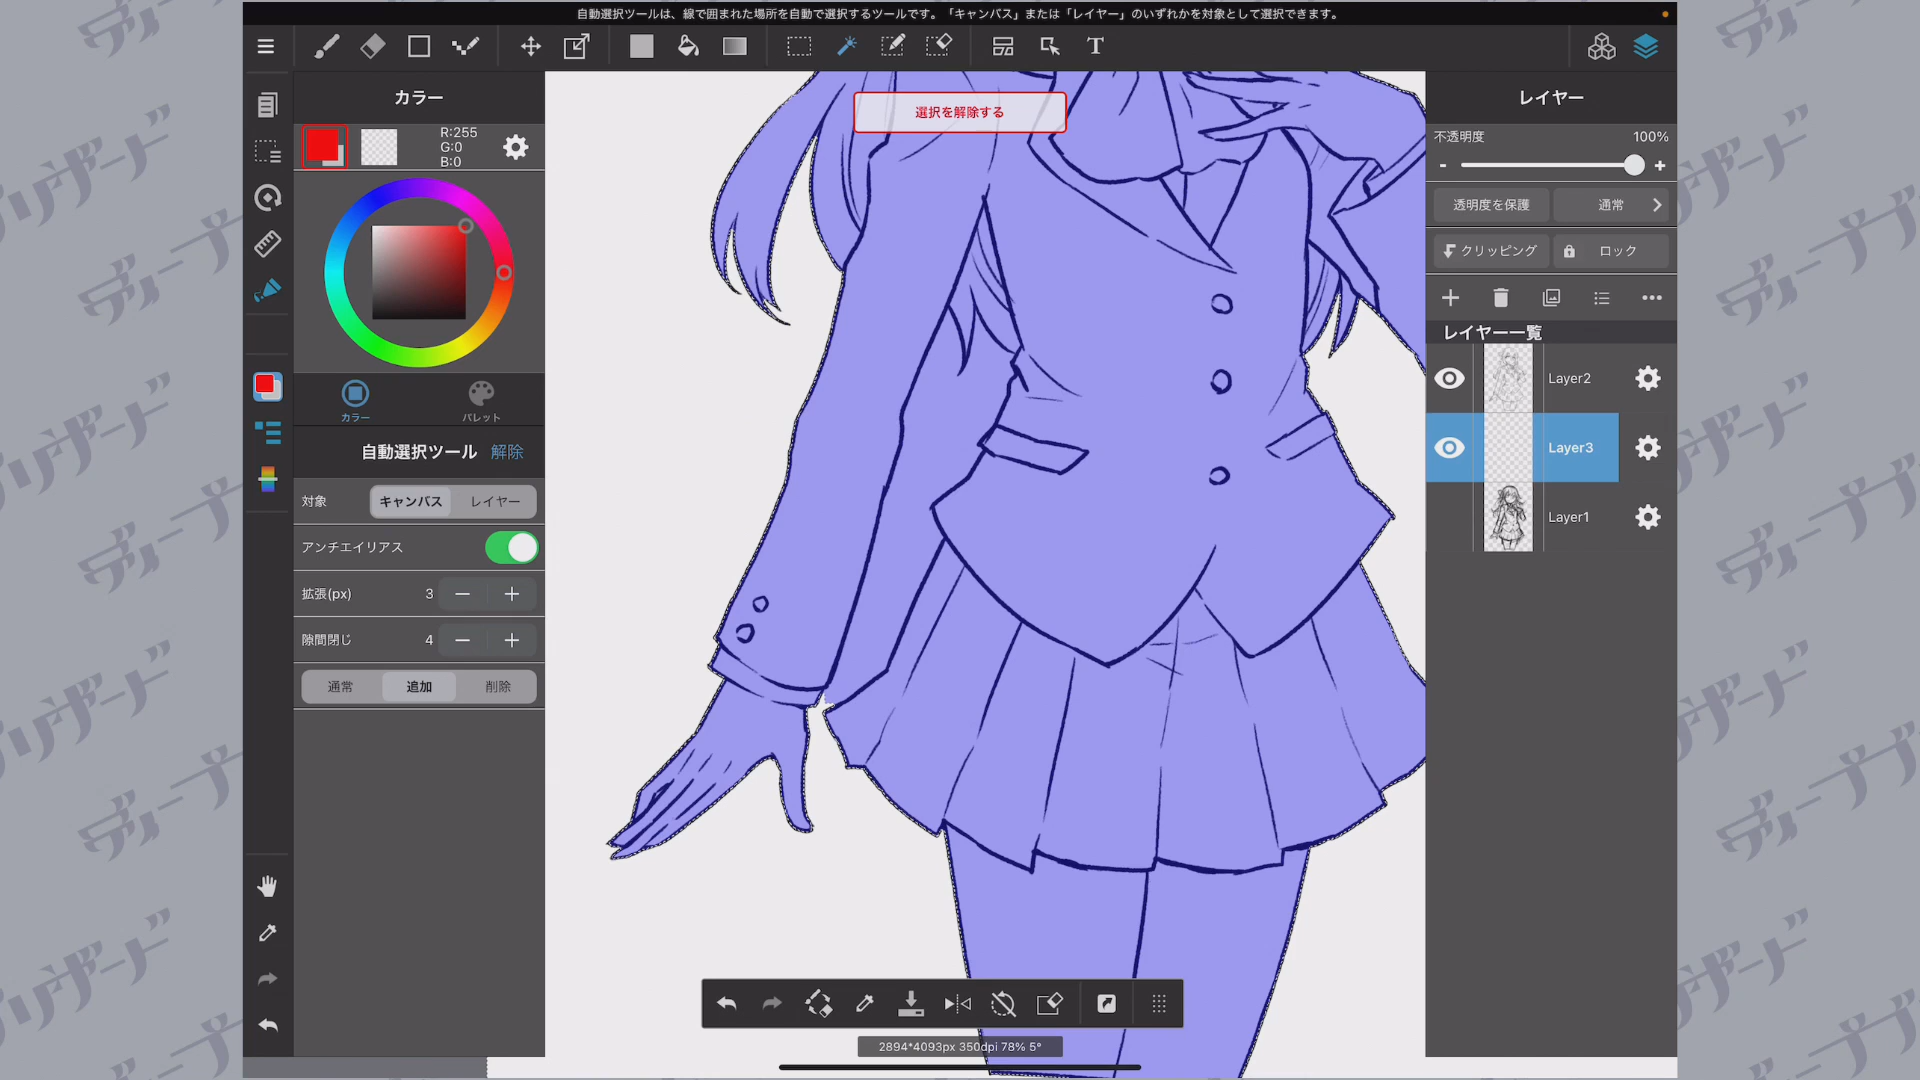 自動選択ツールは、線で囲まれた場所を自動で選択するツールです。「キャンバス」または「レイヤー」のいずれかを対象として選択できます。
カラー
選択を解除する
レイヤー
R:255
G:0
B:0
不透明度 100%
- +
透明度を保護 通常
クリッピング ロック
レイヤー一覧
Layer2
Layer3
Layer1
カラー パレット
自動選択ツール 解除
対象 キャンバス レイヤー
アンチエイリアス
拡張(px) 3
隙間閉じ 4
通常 追加 削除
2894*4093px 350dpi 78% 5°